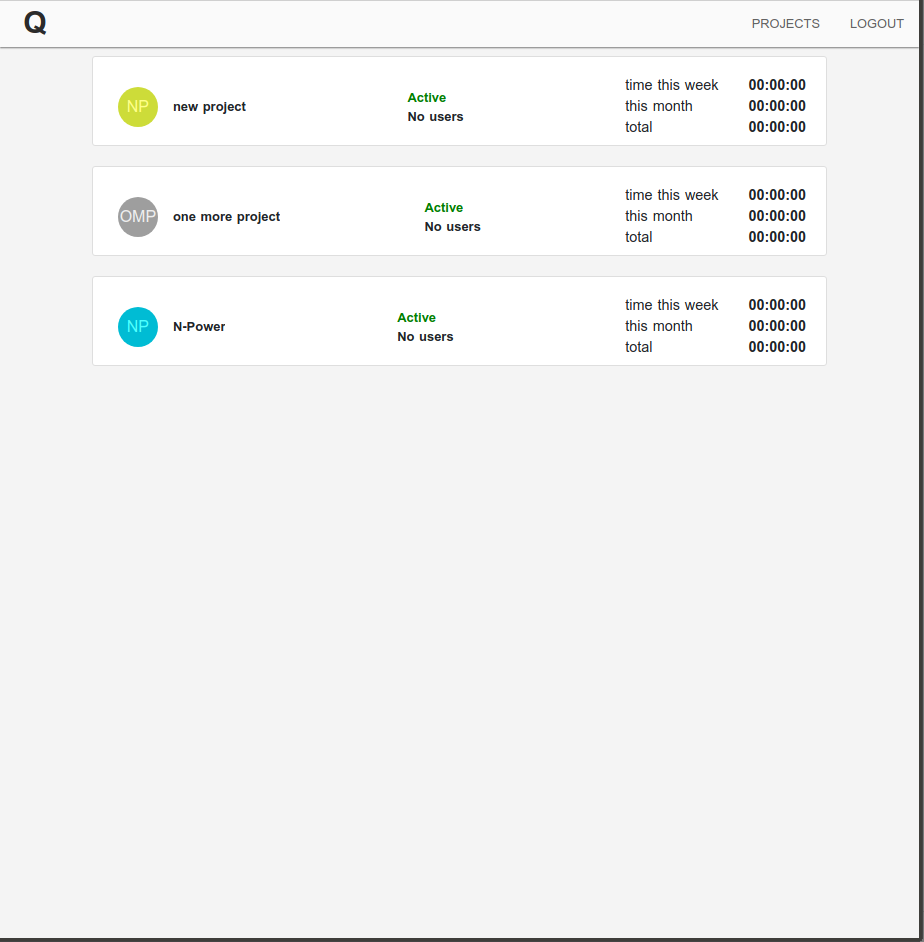 Q PROJECTS LOGOUT
NP new project Active No users time this week 00:00:00
this month 00:00:00
total 00:00:00
OMP one more project Active No users time this week 00:00:00
this month 00:00:00
total 00:00:00
NP N-Power Active No users time this week 00:00:00
this month 00:00:00
total 00:00:00